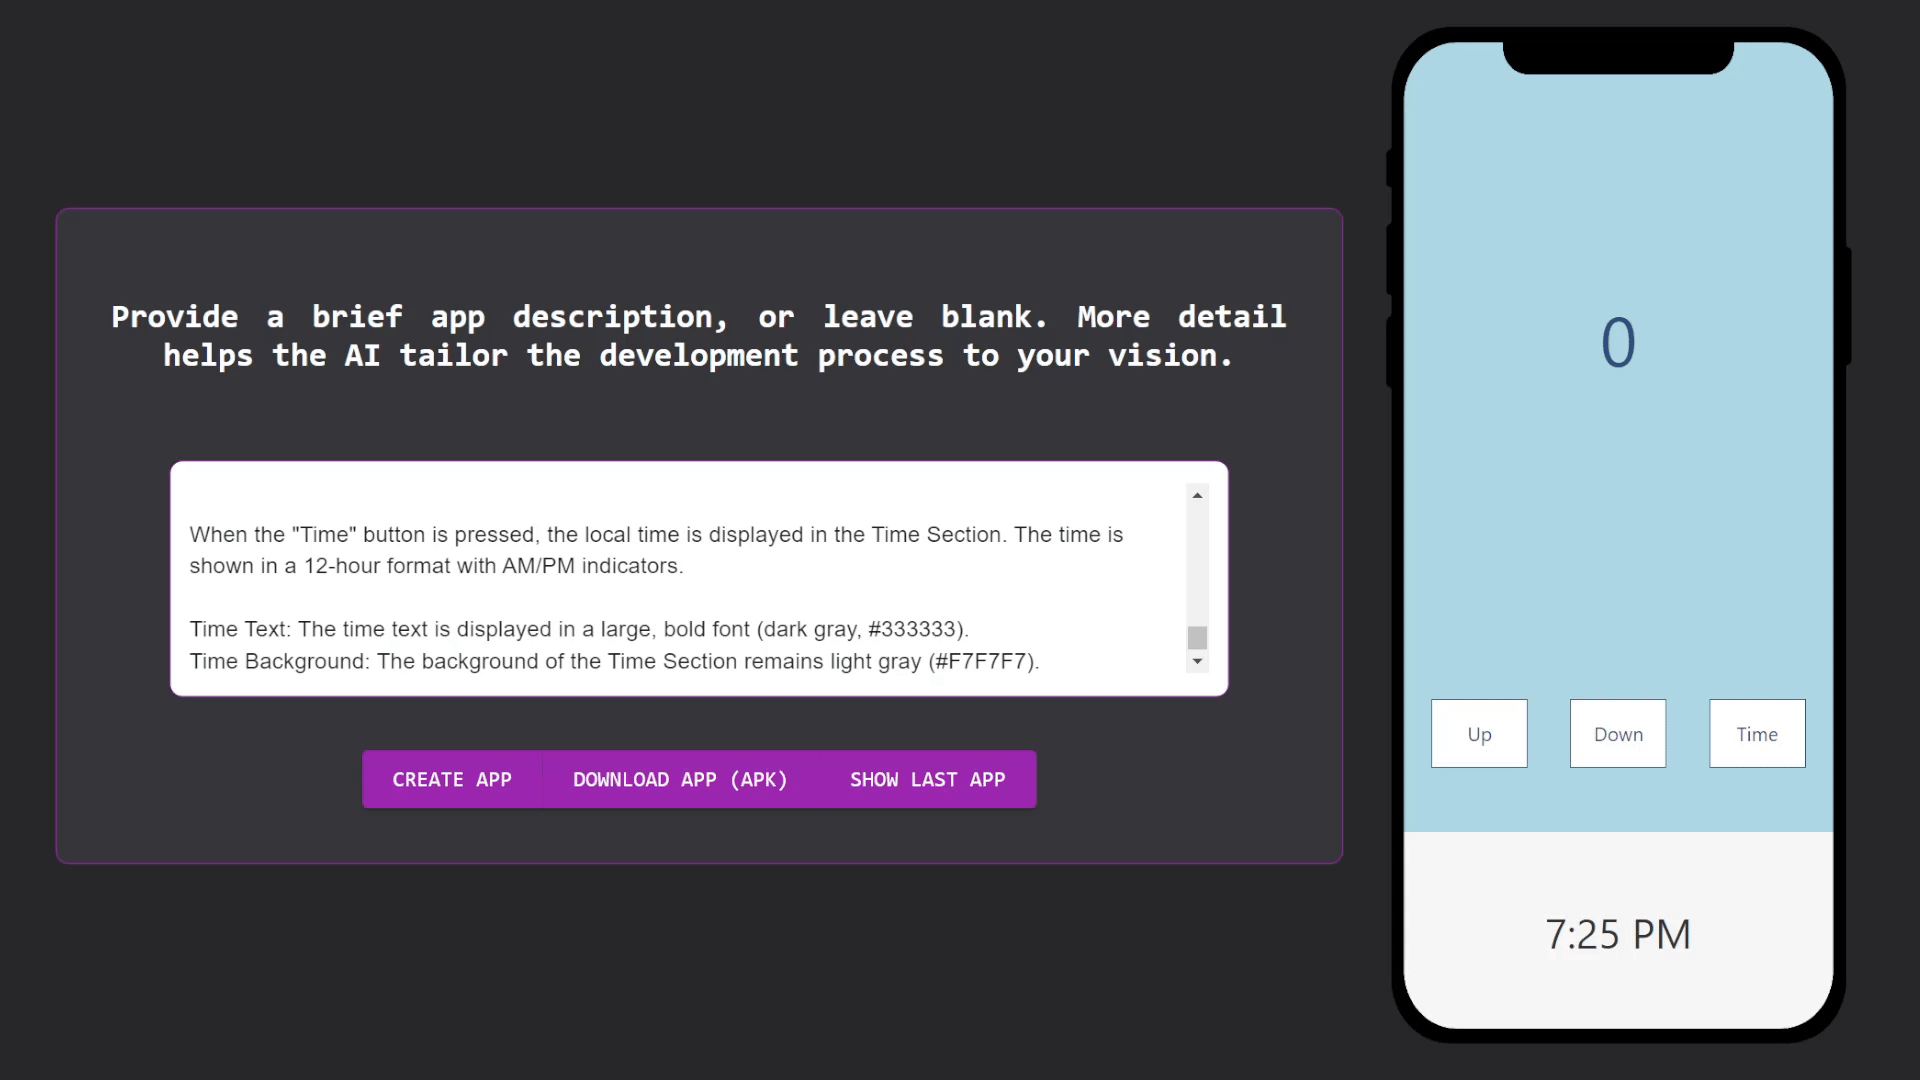 Provide a brief app description, or leave blank. More detail
helps the AI tailor the development process to your vision.
When the "Time" button is pressed, the local time is displayed in the Time Section. The time is
shown in a 12-hour format with AM/PM indicators.
Time Text: The time text is displayed in a large, bold font (dark gray, #333333).
Time Background: The background of the Time Section remains light gray (#F7F7F7).
CREATE APP
DOWNLOAD APP (APK)
SHOW LAST APP
0
Up
Down
Time
7:25 PM